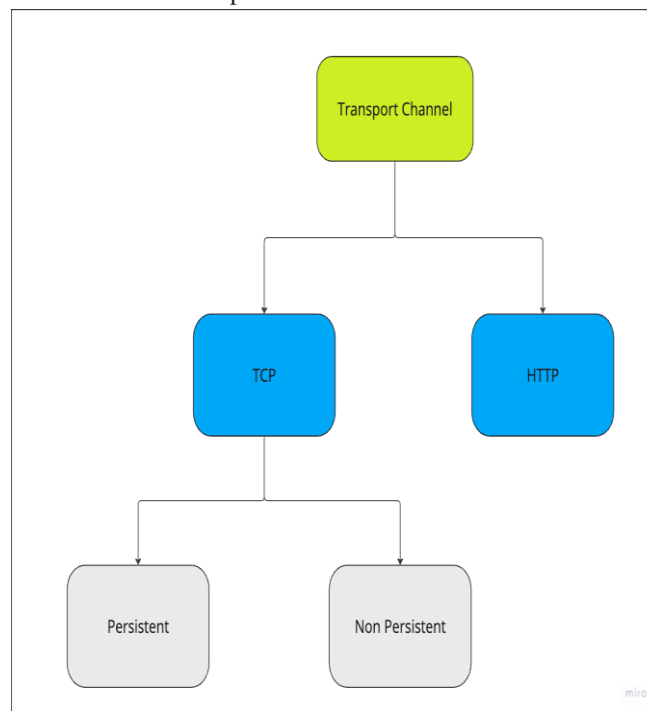 Transport Channel
TCP
HTTP
Persistent
Non Persistent
miro